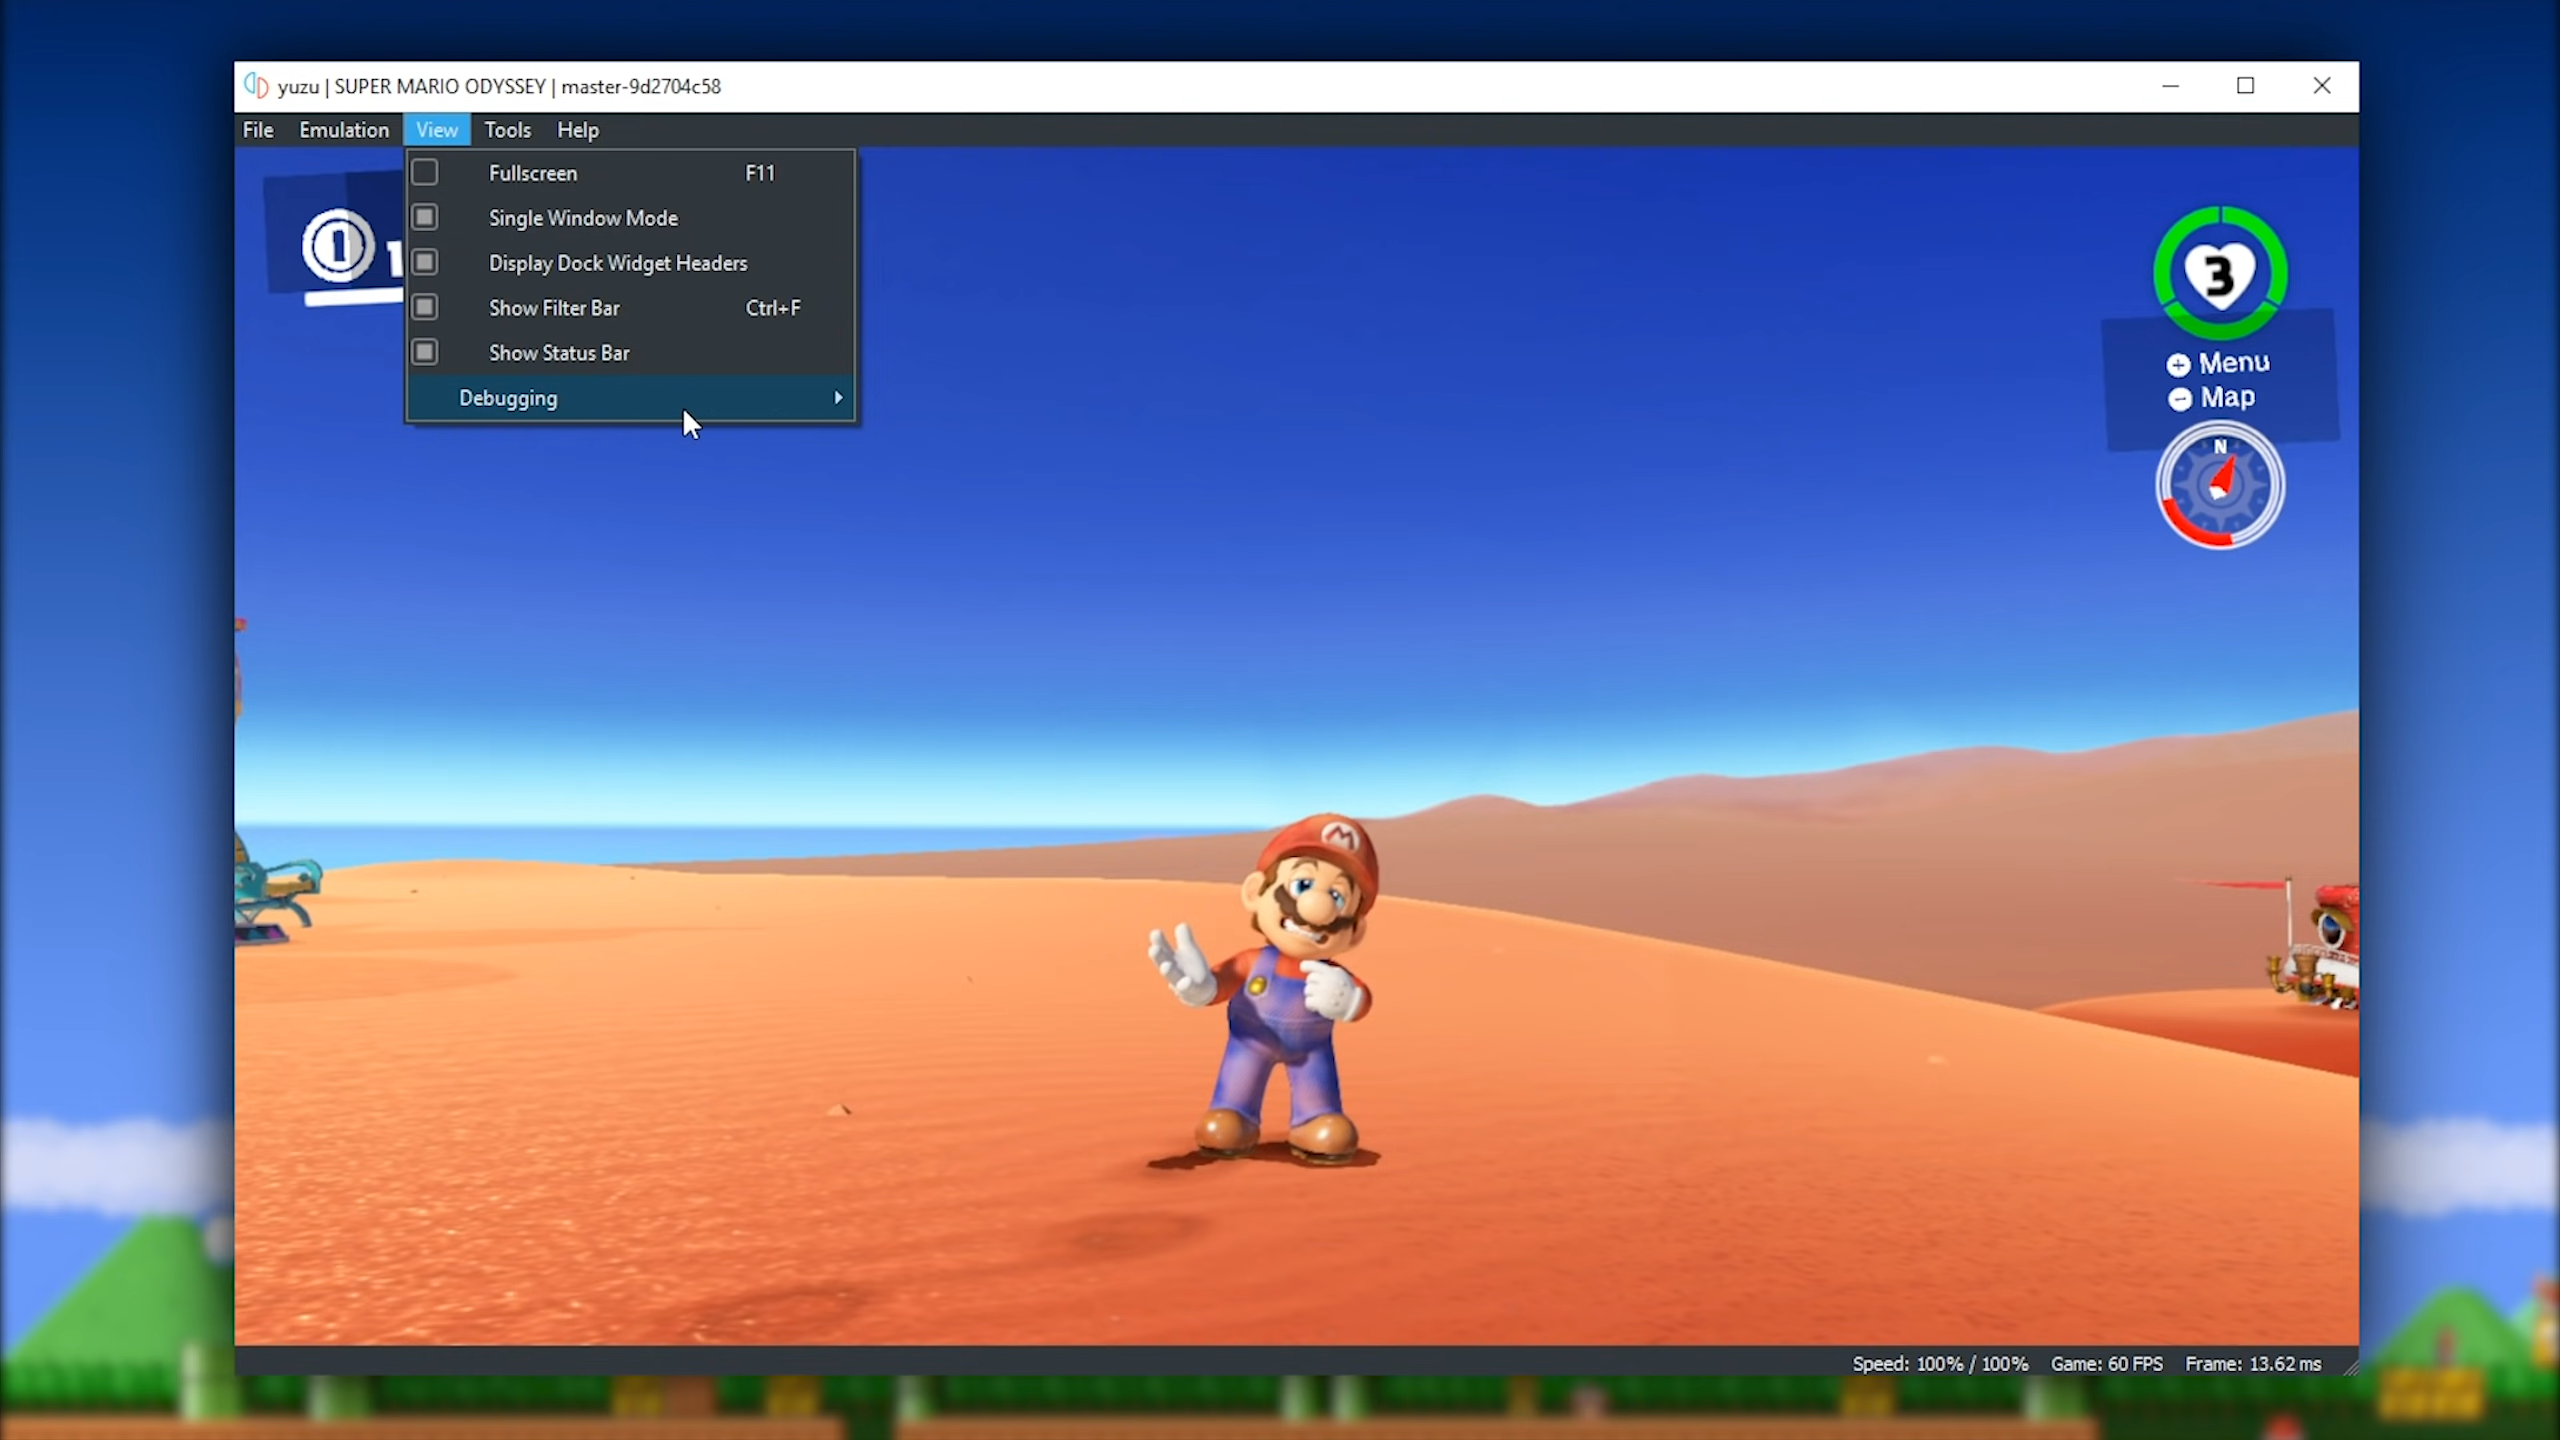 yuzu | SUPER MARIO ODYSSEY | master-9d2704c58
File Emulation View Tools Help
Fullscreen F11
Single Window Mode
Display Dock Widget Headers
Show Filter Bar Ctrl+F
Show Status Bar
Debugging
1
3
Menu
Map
N
M
Speed: 100% / 100% Game: 60 FPS Frame: 13.62 ms